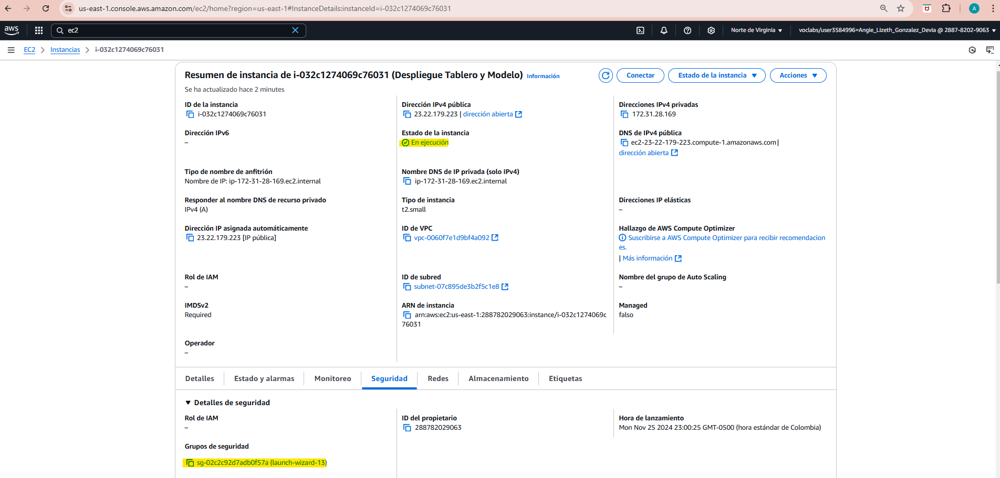 us-east-1.console.aws.amazon.com/ec2/home?region=us-east-1#InstanceDetails:instanceId=i-032c1274069c76031
A
aws
ec2
Norte de Virginia
voclabs/user3584996=Angie_Lizeth_Gonzalez_Devia @ 2887-8202-9063
EC2 > Instancias > i-032c1274069c76031
Resumen de instancia de i-032c1274069c76031 (Despliegue Tablero y Modelo) Información
Conectar
Estado de la instancia
Acciones
Se ha actualizado hace 2 minutes
ID de la instancia
i-032c1274069c76031
Dirección IPv4 pública
23.22.179.223 | dirección abierta
Direcciones IPv4 privadas
172.31.28.169
Dirección IPv6
–
Estado de la instancia
En ejecución
DNS de IPv4 pública
ec2-23-22-179-223.compute-1.amazonaws.com |
dirección abierta
Tipo de nombre de anfitrión
Nombre de IP: ip-172-31-28-169.ec2.internal
Nombre DNS de IP privada (solo IPv4)
ip-172-31-28-169.ec2.internal
Responder al nombre DNS de recurso privado
IPv4 (A)
Tipo de instancia
t2.small
Direcciones IP elásticas
–
Dirección IP asignada automáticamente
23.22.179.223 [IP pública]
ID de VPC
vpc-0060f7e1d9bf4a092
Hallazgo de AWS Compute Optimizer
Suscribirse a AWS Compute Optimizer para recibir recomendacion
es.
| Más información
Rol de IAM
–
ID de subred
subnet-07c895de3b2f5c1e8
Nombre del grupo de Auto Scaling
–
IMDSv2
Required
ARN de instancia
arn:aws:ec2:us-east-1:288782029063:instance/i-032c1274069c
76031
Managed
falso
Operador
–
Detalles
Estado y alarmas
Monitoreo
Seguridad
Redes
Almacenamiento
Etiquetas
Detalles de seguridad
Rol de IAM
–
ID del propietario
288782029063
Hora de lanzamiento
Mon Nov 25 2024 23:00:25 GMT-0500 (hora estándar de Colombia)
Grupos de seguridad
sg-02c2c92d7adb0f57a (launch-wizard-13)